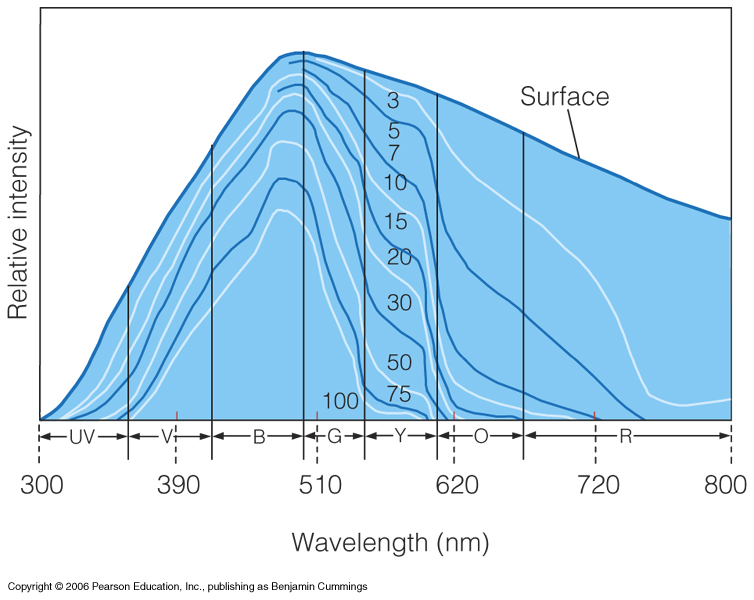 Relative intensity
Surface
3
5
7
10
15
20
30
50
75
100
UV V B G Y O R
300 390 510 620 720 800
Wavelength (nm)
Copyright © 2006 Pearson Education, Inc., publishing as Benjamin Cummings